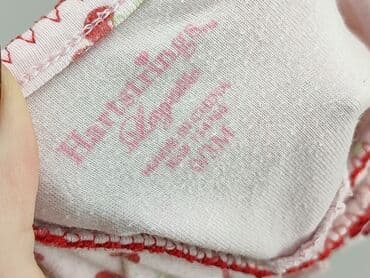 Hartstrings
Layette
MADE IN CHINA
0/3M